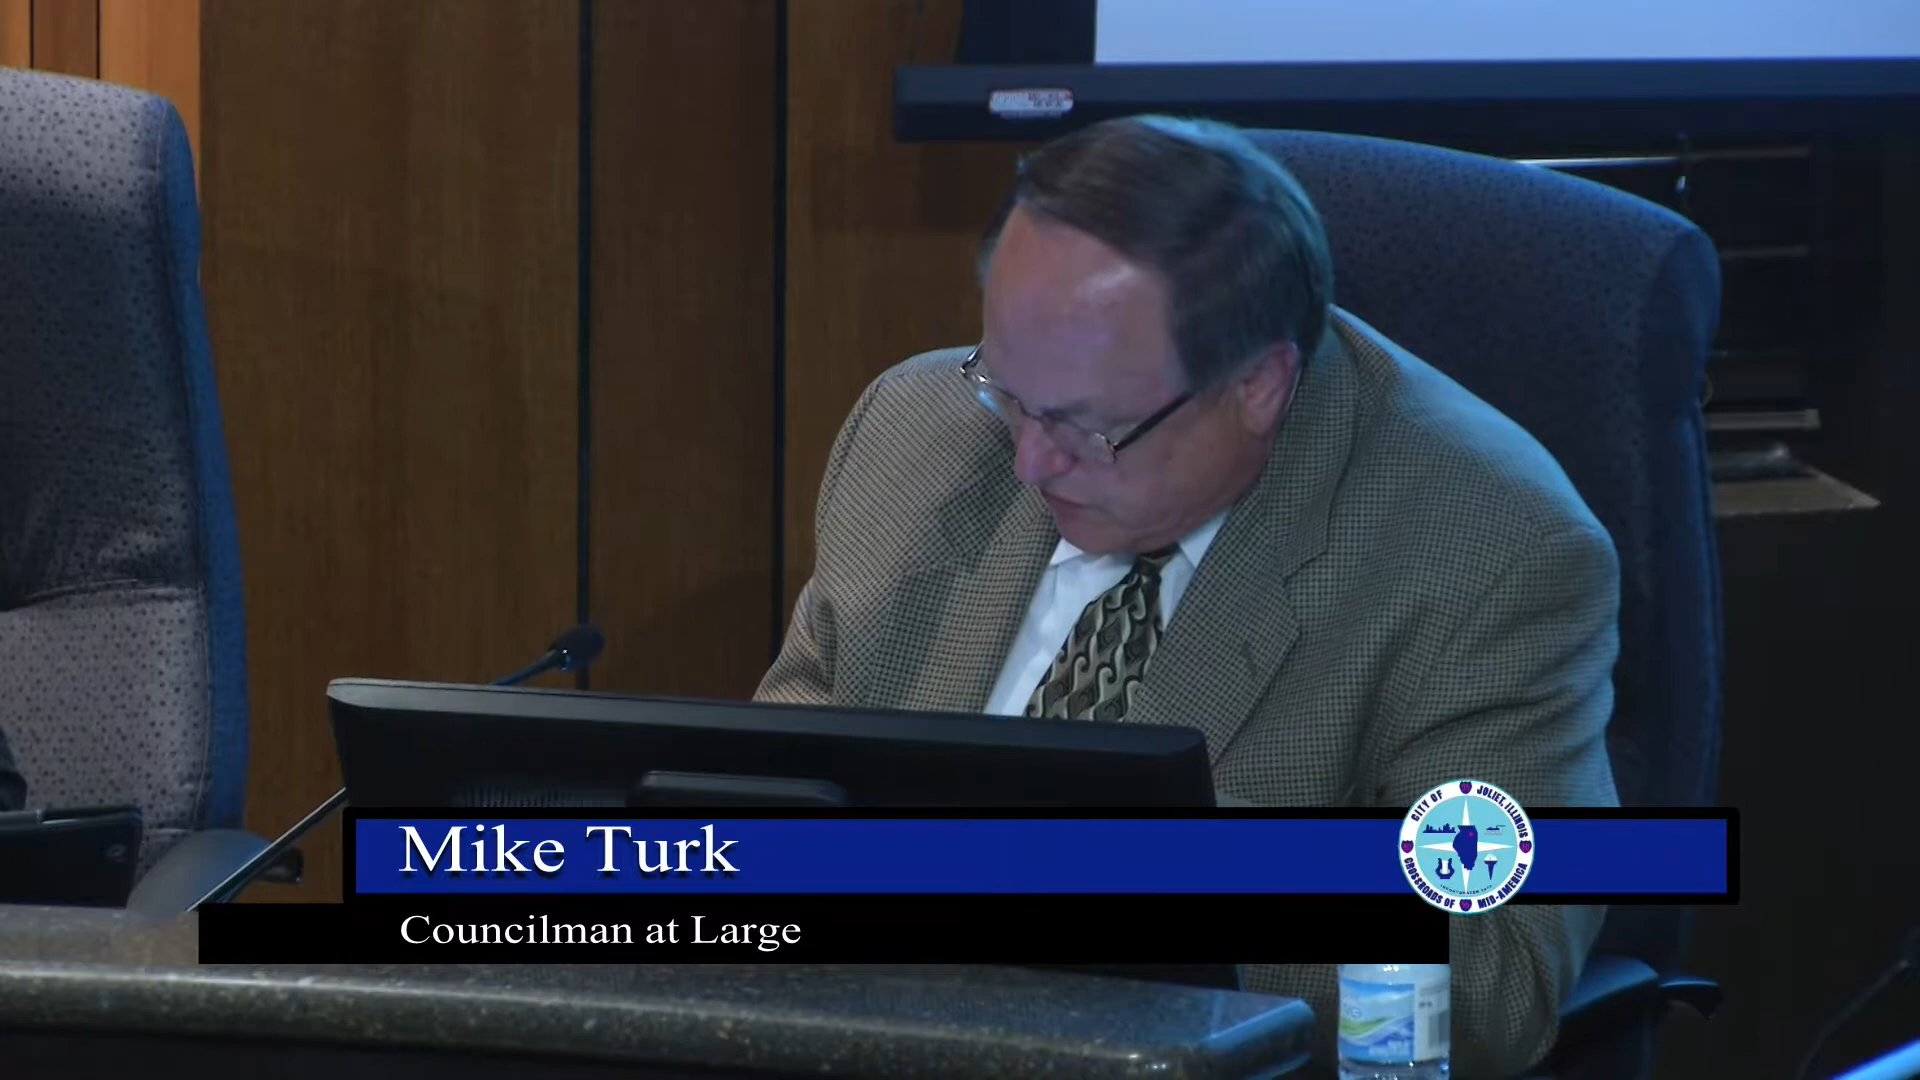 Mike Turk
Councilman at Large
CITY OF JOLIET, ILLINOIS
CROSSROADS OF MID-AMERICA